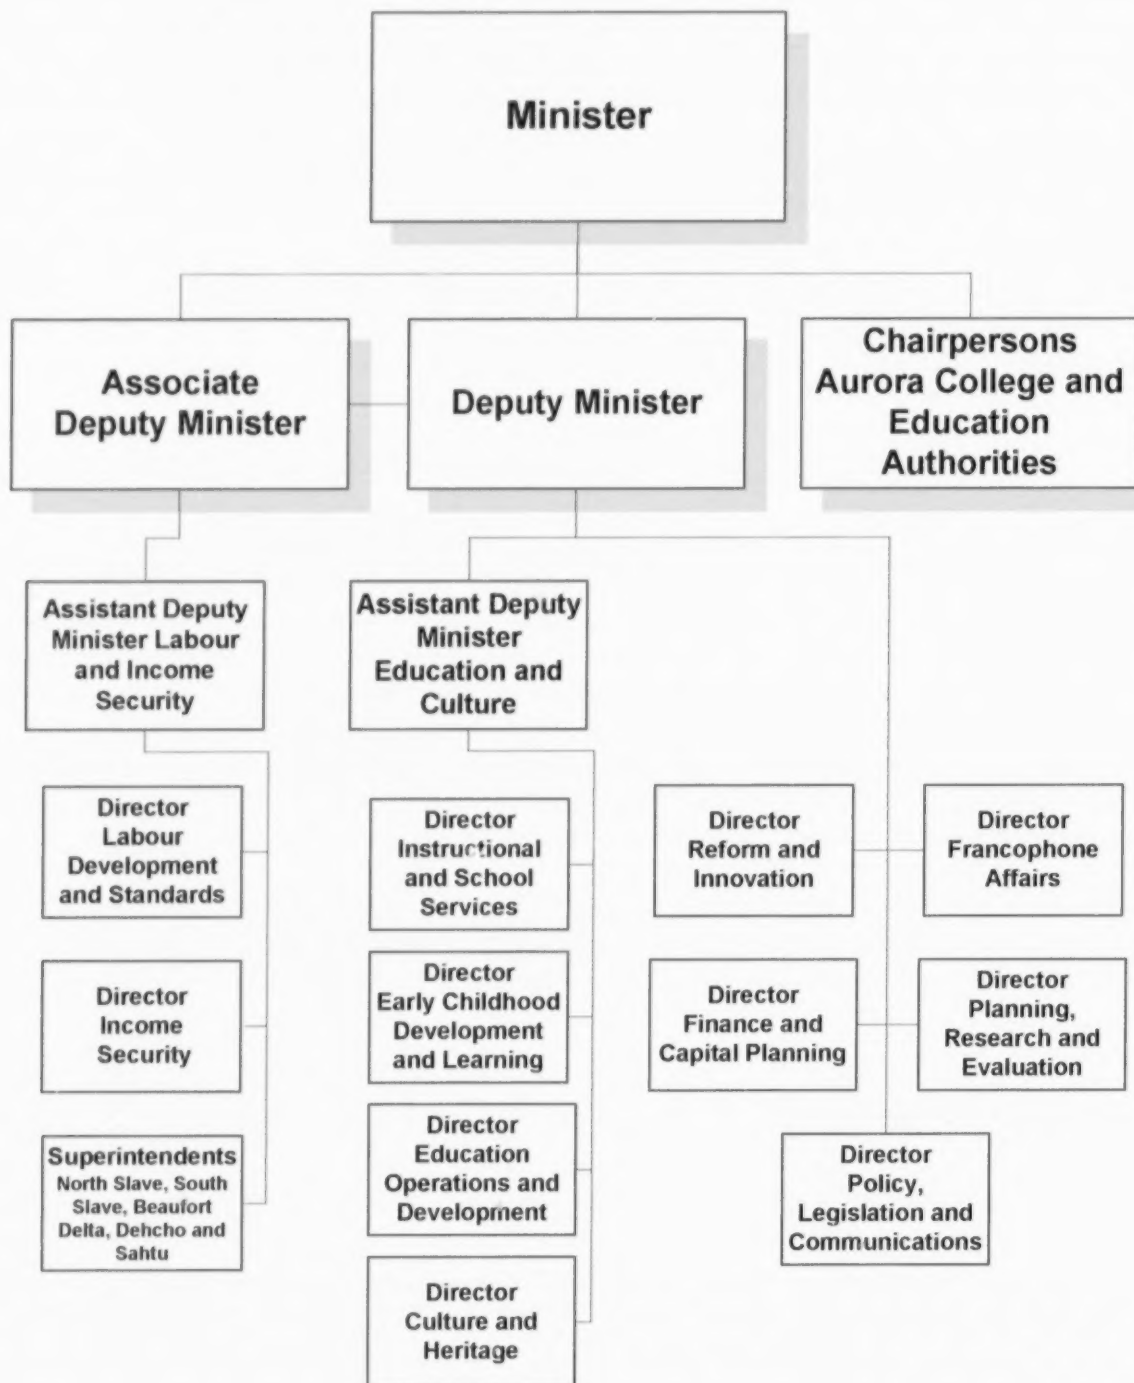 Minister
Associate
Deputy Minister
Deputy Minister
Chairpersons
Aurora College and
Education
Authorities
Assistant Deputy
Minister Labour
and Income
Security
Director
Labour
Development
and Standards
Director
Income
Security
Superintendents
North Slave, South
Slave, Beaufort
Delta, Dehcho and
Sahtu
Assistant Deputy
Minister
Education and
Culture
Director
Instructional
and School
Services
Director
Early Childhood
Development
and Learning
Director
Education
Operations and
Development
Director
Culture and
Heritage
Director
Reform and
Innovation
Director
Francophone
Affairs
Director
Finance and
Capital Planning
Director
Planning,
Research and
Evaluation
Director
Policy,
Legislation and
Communications